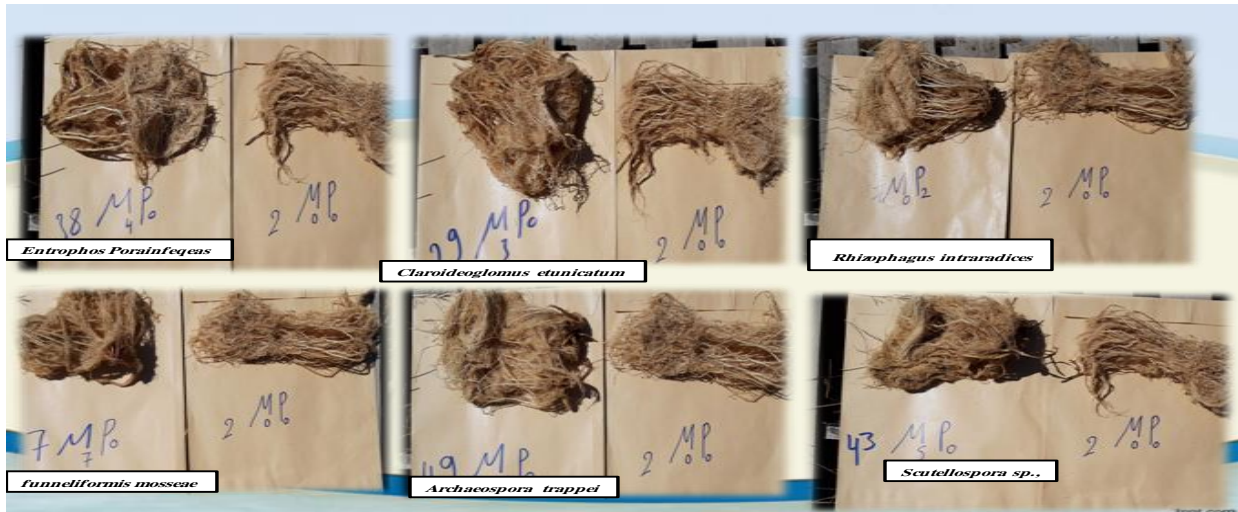 38 M4P0
2 M0P0
Entrophos Porainfeqeas
29 M3P0
2 M0P0
Claroideoglomus etunicatum
M0P2
2 M0P0
Rhizophagus intraradices
7 M7P0
2 M0P0
funneliformis mosseae
49 MP0
2 M0P0
Archaeospora trappei
43 M5P0
2 M0P0
Scutellospora sp.,